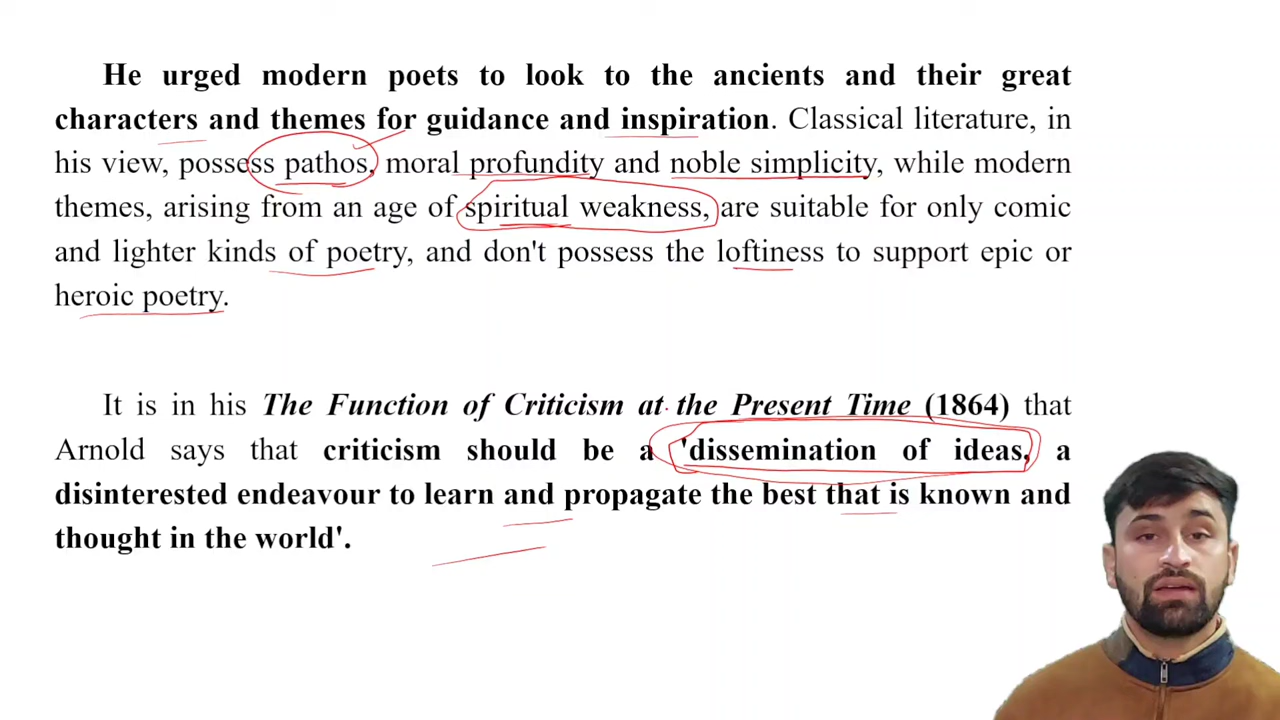 He urged modern poets to look to the ancients and their great
characters and themes for guidance and inspiration. Classical literature, in
his view, possess pathos, moral profundity and noble simplicity, while modern
themes, arising from an age of spiritual weakness, are suitable for only comic
and lighter kinds of poetry, and don't possess the loftiness to support epic or
heroic poetry.
It is in his The Function of Criticism at the Present Time (1864) that
Arnold says that criticism should be a 'dissemination of ideas, a
disinterested endeavour to learn and propagate the best that is known and
thought in the world'.